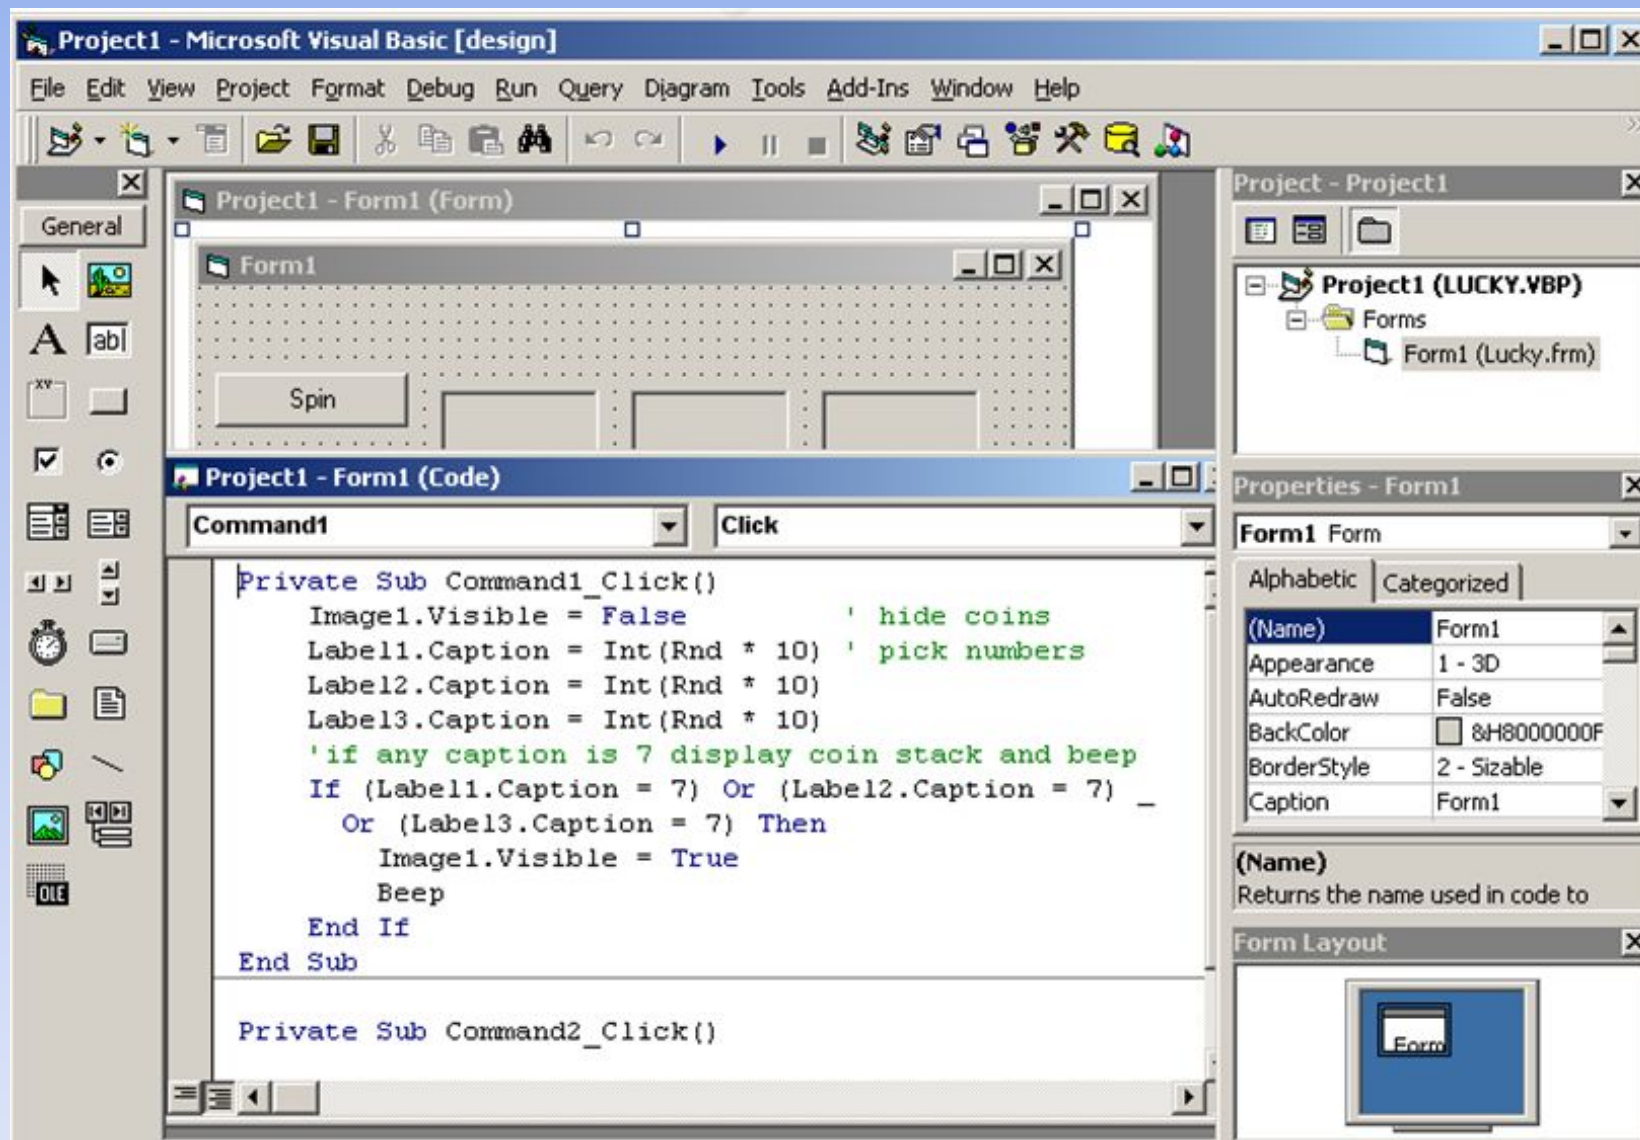 Project1 - Microsoft Visual Basic [design]
File Edit View Project Format Debug Run Query Diagram Tools Add-Ins Window Help
General
A
abl
XV
OLE
Project1 - Form1 (Form)
Form1
Spin
Project1 - Form1 (Code)
Command1
Click
Private Sub Command1_Click()
Image1.Visible = False ' hide coins
Label1.Caption = Int(Rnd * 10) ' pick numbers
Label2.Caption = Int(Rnd * 10)
Label3.Caption = Int(Rnd * 10)
'if any caption is 7 display coin stack and beep
If (Label1.Caption = 7) Or (Label2.Caption = 7) _
Or (Label3.Caption = 7) Then
Image1.Visible = True
Beep
End If
End Sub
Private Sub Command2_Click()
Project - Project1
Project1 (LUCKY.VBP)
Forms
Form1 (Lucky.frm)
Properties - Form1
Form1 Form
Alphabetic Categorized
(Name) Form1
Appearance 1 - 3D
AutoRedraw False
BackColor &H8000000F
BorderStyle 2 - Sizable
Caption Form1
(Name)
Returns the name used in code to
Form Layout
Form